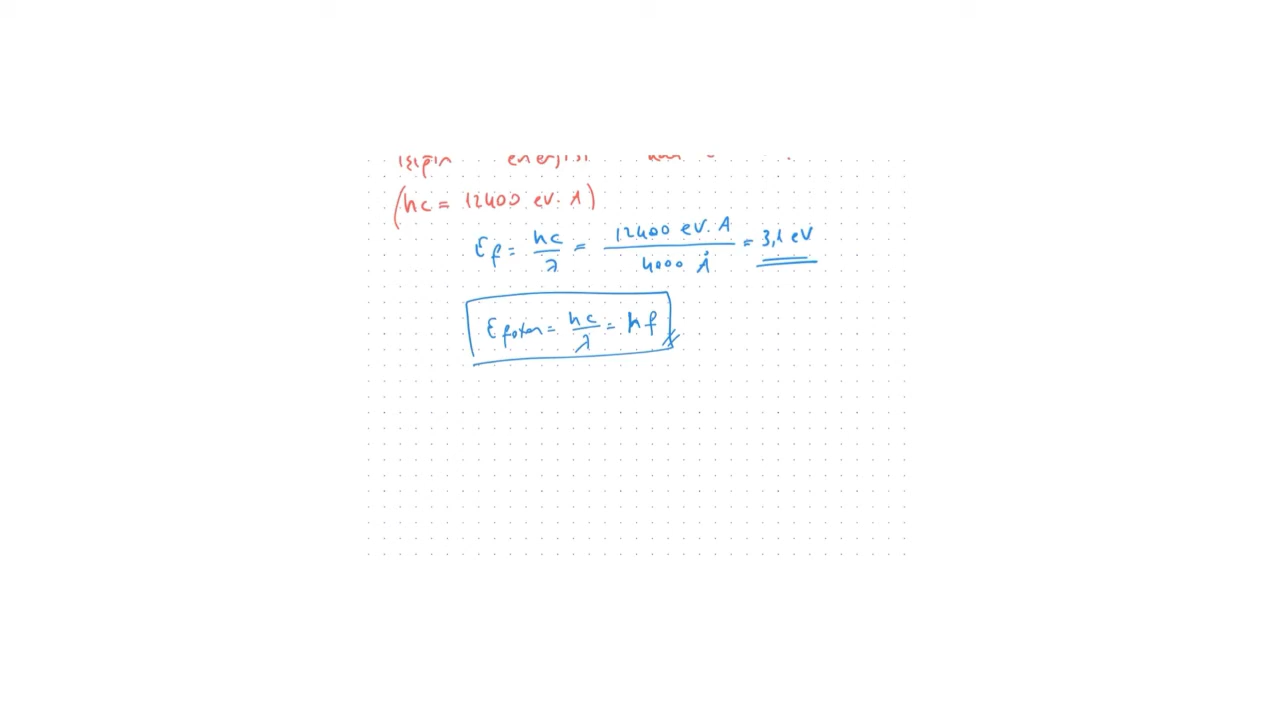 ışığın enerjisi
(hc = 12400 eV. A)
Ef = hc/λ = 12400 eV. A / 4000 Å = 3,1 eV
Efoton = hc/λ = hf